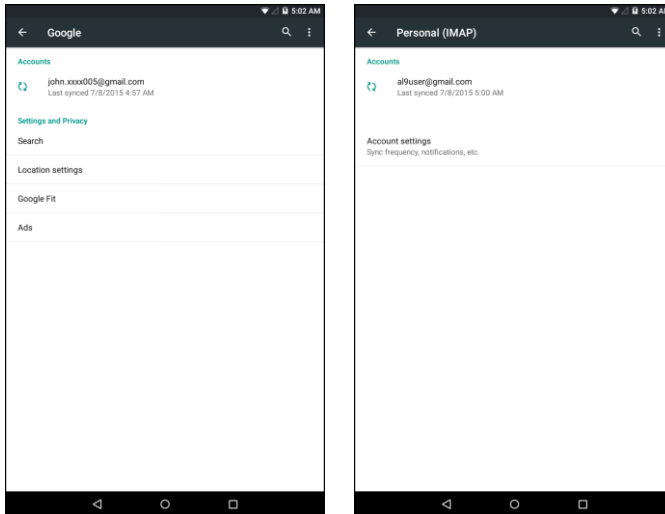 5:02 AM
Google
Accounts
john.xxxx005@gmail.com
Last synced 7/8/2015 4:57 AM
Settings and Privacy
Search
Location settings
Google Fit
Ads
5:02 AM
Personal (IMAP)
Accounts
al9user@gmail.com
Last synced 7/8/2015 5:00 AM
Account settings
Sync frequency, notifications, etc.